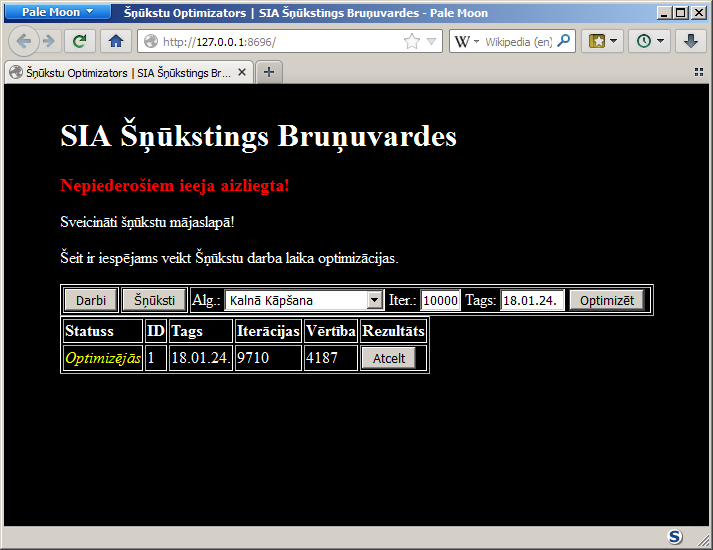 Pale Moon Šņūkstu Optimizators | SIA Šņūkstings Bruņuvardes - Pale Moon
http://127.0.0.1:8696/ W Wikipedia (en)
Šņūkstu Optimizators | SIA Šņūkstings Br...
SIA Šņūkstings Bruņuvardes
Nepiederošiem ieeja aizliegta!
Sveicināti šņūkstu mājaslapā!
Šeit ir iespējams veikt Šņūkstu darba laika optimizācijas.
Darbi Šņūksti Alg.: Kalnā Kāpšana Iter.: 10000 Tags: 18.01.24. Optimizēt
Statuss ID Tags Iterācijas Vērtība Rezultāts
Optimizējās 1 18.01.24. 9710 4187 Atcelt
S